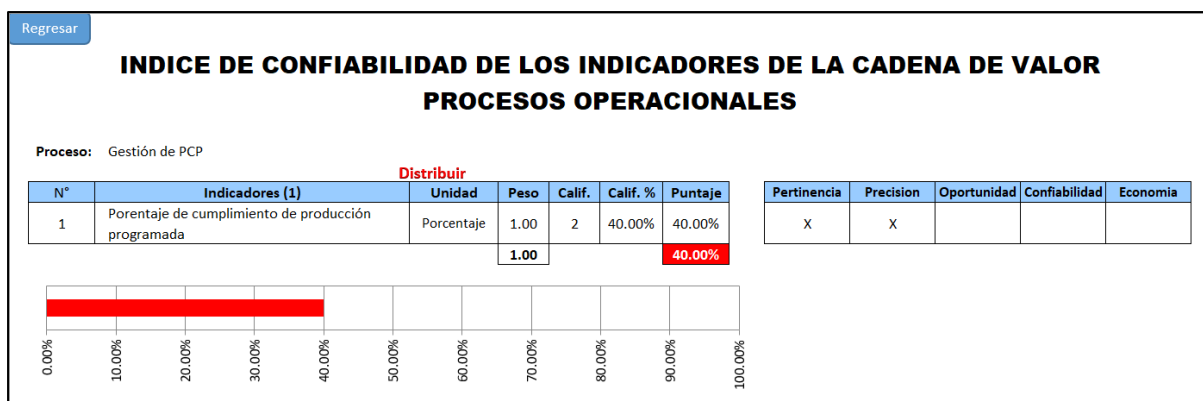 Regresar
INDICE DE CONFIABILIDAD DE LOS INDICADORES DE LA CADENA DE VALOR
PROCESOS OPERACIONALES
Proceso: Gestión de PCP
Distribuir
N° Indicadores (1) Unidad Peso Calif. Calif. % Puntaje Pertinencia Precision Oportunidad Confiabilidad Economia
1 Porentaje de cumplimiento de producción programada Porcentaje 1.00 2 40.00% 40.00% X X
1.00 40.00%
0.00% 10.00% 20.00% 30.00% 40.00% 50.00% 60.00% 70.00% 80.00% 90.00% 100.00%